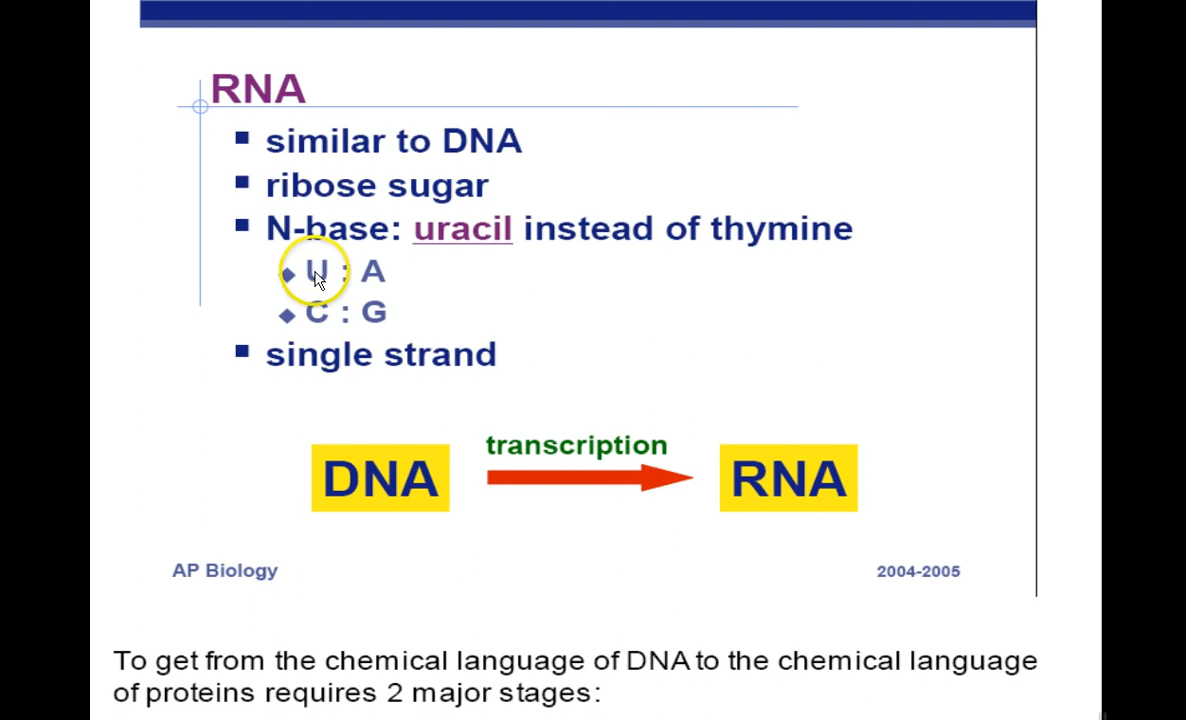 RNA
similar to DNA
ribose sugar
N-base: uracil instead of thymine
U : A
C : G
single strand
transcription
DNA
RNA
AP Biology
2004-2005
To get from the chemical language of DNA to the chemical language
of proteins requires 2 major stages: